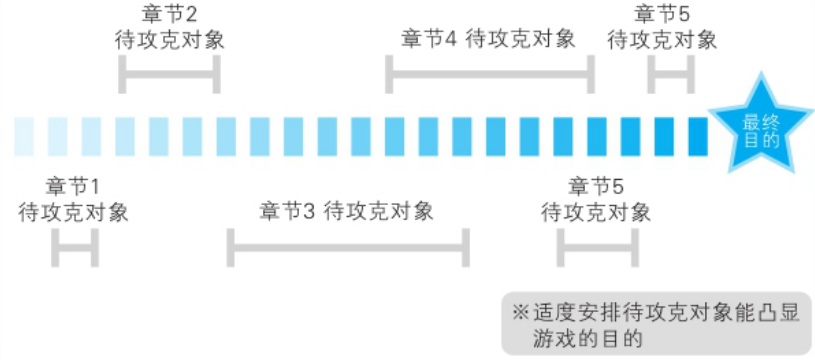 章节2
待攻克对象
章节4 待攻克对象
章节5
待攻克对象
最终
目的
章节1
待攻克对象
章节3 待攻克对象
章节5
待攻克对象
※适度安排待攻克对象能凸显
游戏的目的